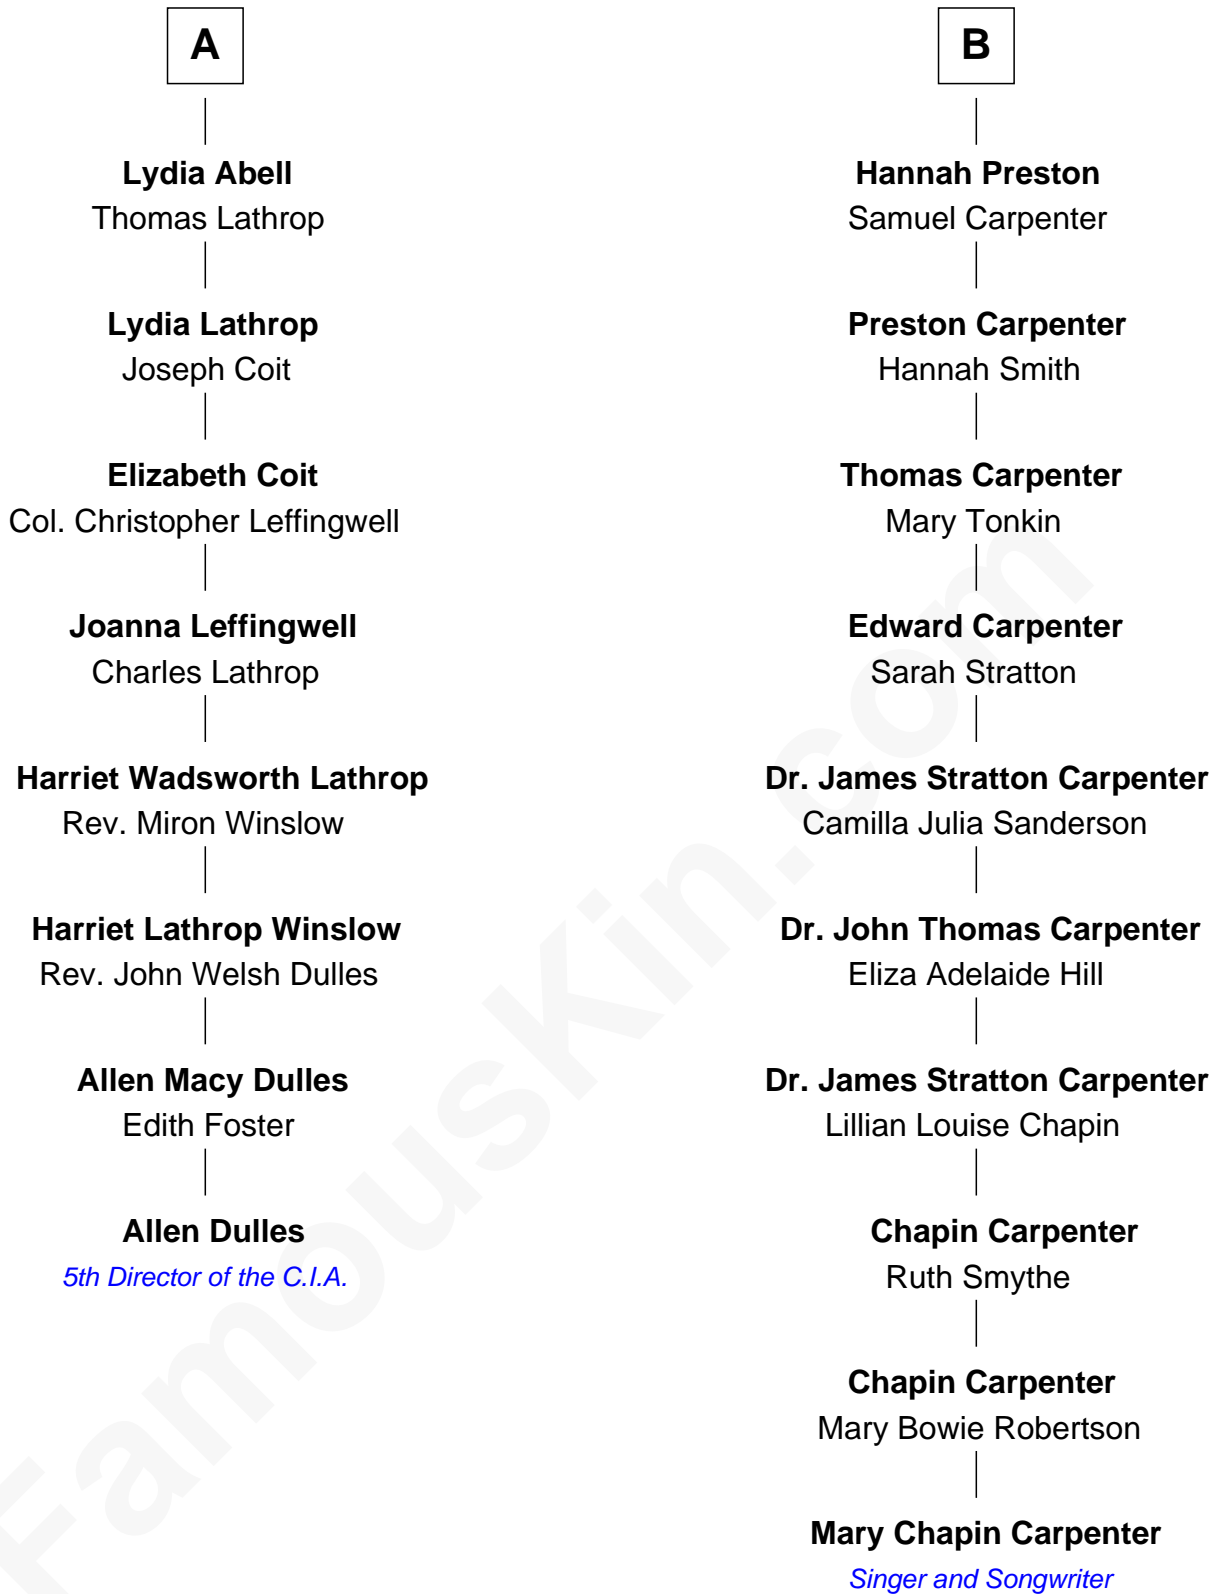 A
Lydia Abell
Thomas Lathrop
Lydia Lathrop
Joseph Coit
Elizabeth Coit
Col. Christopher Leffingwell
Joanna Leffingwell
Charles Lathrop
Harriet Wadsworth Lathrop
Rev. Miron Winslow
Harriet Lathrop Winslow
Rev. John Welsh Dulles
Allen Macy Dulles
Edith Foster
Allen Dulles
5th Director of the C.I.A.
B
Hannah Preston
Samuel Carpenter
Preston Carpenter
Hannah Smith
Thomas Carpenter
Mary Tonkin
Edward Carpenter
Sarah Stratton
Dr. James Stratton Carpenter
Camilla Julia Sanderson
Dr. John Thomas Carpenter
Eliza Adelaide Hill
Dr. James Stratton Carpenter
Lillian Louise Chapin
Chapin Carpenter
Ruth Smythe
Chapin Carpenter
Mary Bowie Robertson
Mary Chapin Carpenter
Singer and Songwriter
FamousKin.com